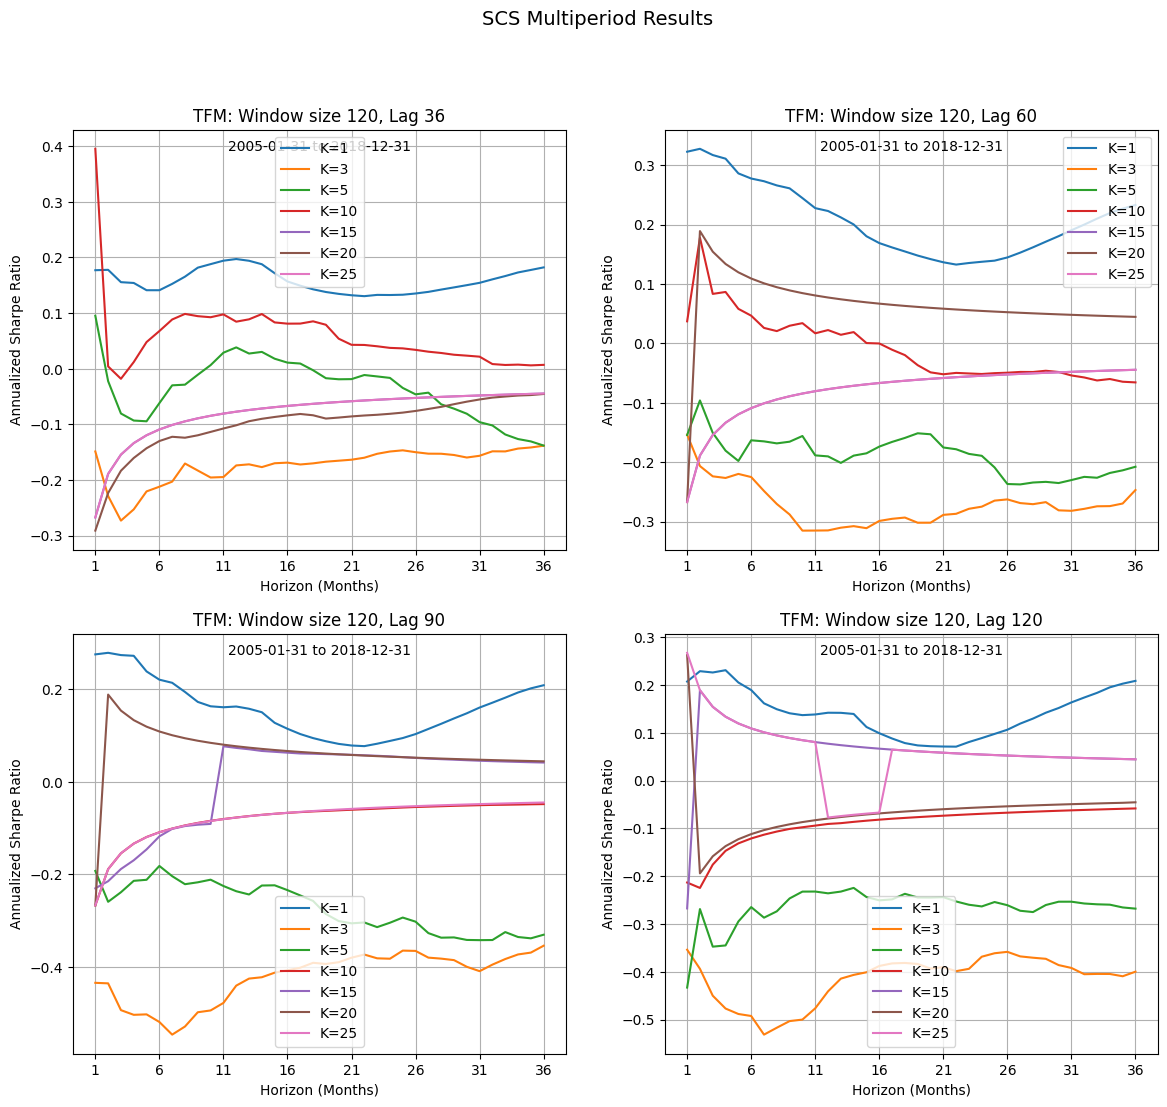 SCS Multiperiod Results
TFM: Window size 120, Lag 36
2005-01-31 to 2018-12-31
K=1
K=3
K=5
K=10
K=15
K=20
K=25
0.4
0.3
0.2
0.1
0.0
−0.1
−0.2
−0.3
Annualized Sharpe Ratio
1 6 11 16 21 26 31 36
Horizon (Months)
TFM: Window size 120, Lag 60
2005-01-31 to 2018-12-31
K=1
K=3
K=5
K=10
K=15
K=20
K=25
0.3
0.2
0.1
0.0
−0.1
−0.2
−0.3
Annualized Sharpe Ratio
1 6 11 16 21 26 31 36
Horizon (Months)
TFM: Window size 120, Lag 90
2005-01-31 to 2018-12-31
0.2
0.0
−0.2
−0.4
Annualized Sharpe Ratio
K=1
K=3
K=5
K=10
K=15
K=20
K=25
1 6 11 16 21 26 31 36
Horizon (Months)
TFM: Window size 120, Lag 120
2005-01-31 to 2018-12-31
0.3
0.2
0.1
0.0
−0.1
−0.2
−0.3
−0.4
−0.5
Annualized Sharpe Ratio
K=1
K=3
K=5
K=10
K=15
K=20
K=25
1 6 11 16 21 26 31 36
Horizon (Months)